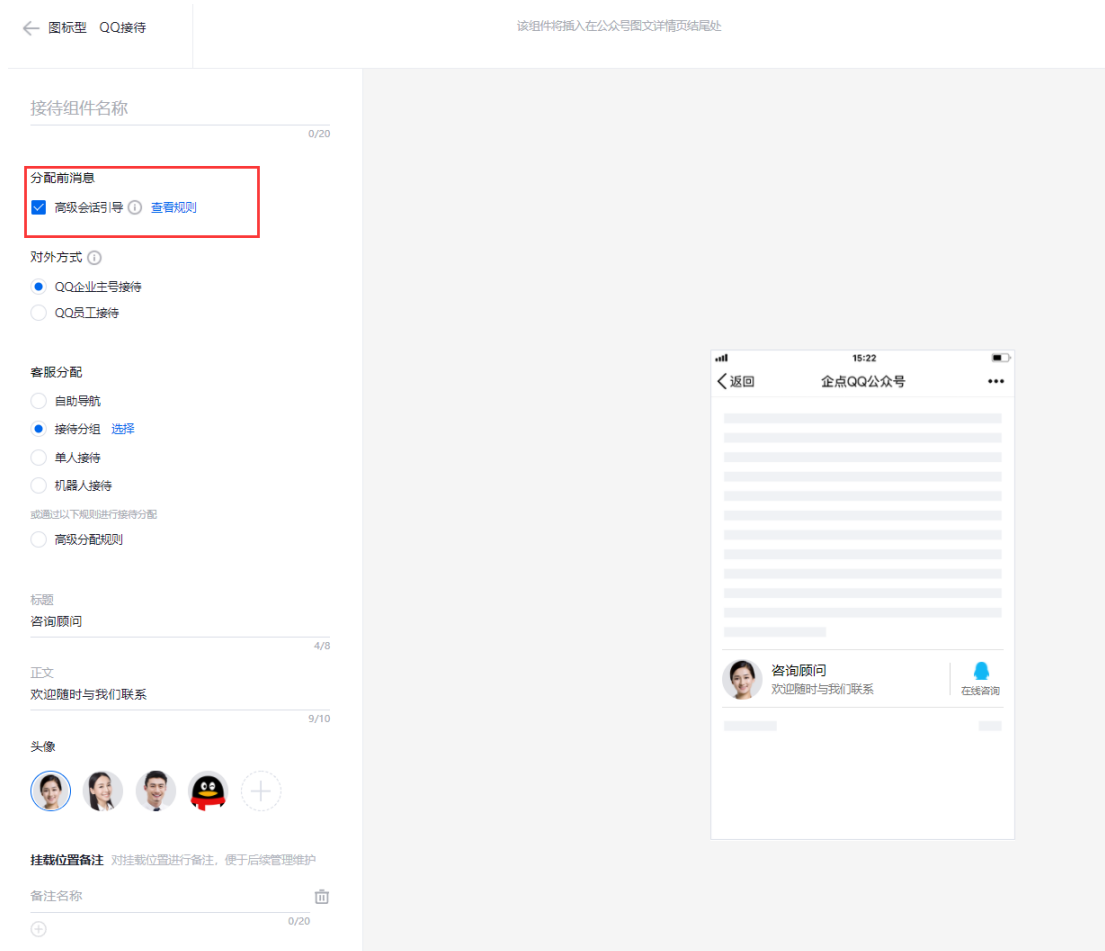 图标型 QQ接待
该组件将插入在公众号图文详情页结尾处
接待组件名称
0/20
分配前消息
高级会话引导 查看规则
对外方式
QQ企业主号接待
QQ员工接待
客服分配
自助导航
接待分组 选择
单人接待
机器人接待
或通过以下规则进行接待分配
高级分配规则
标题
咨询顾问
4/8
正文
欢迎随时与我们联系
9/10
头像
挂载位置备注 对挂载位置进行备注，便于后续管理维护
备注名称
0/20
15:22
返回 企点QQ公众号
咨询顾问
欢迎随时与我们联系
在线咨询